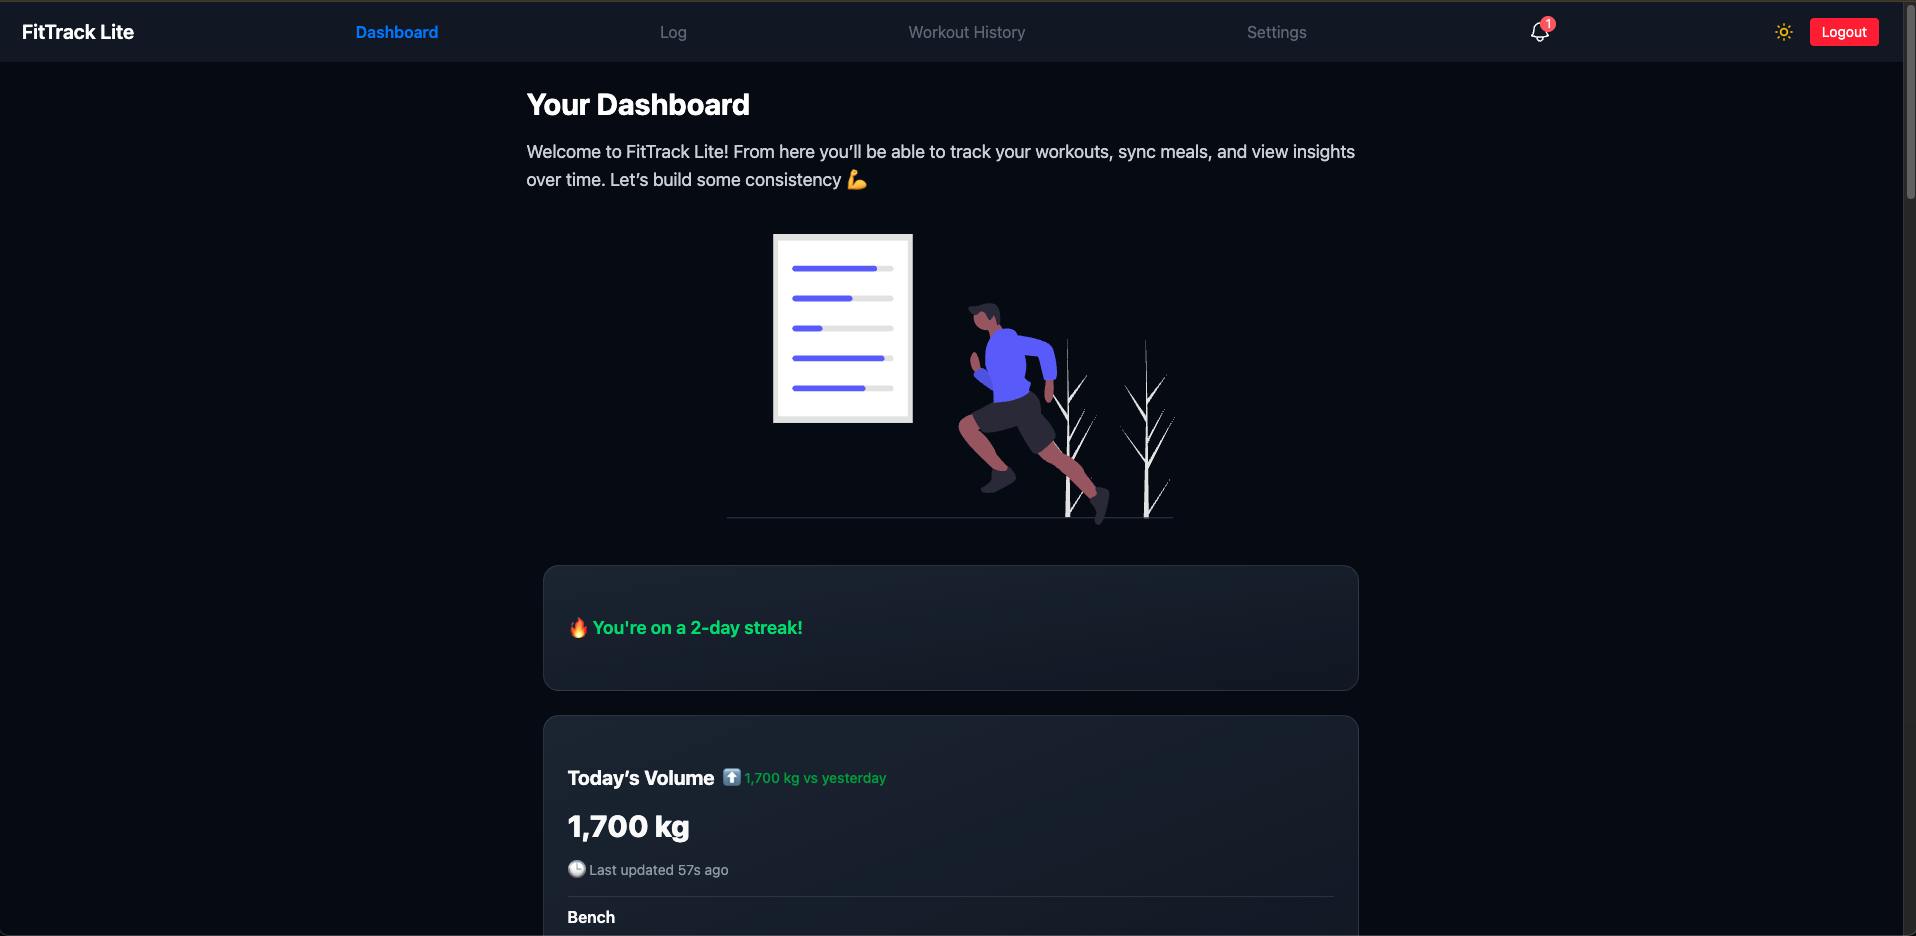 FitTrack Lite
Dashboard
Log
Workout History
Settings
1
Logout
Your Dashboard
Welcome to FitTrack Lite! From here you’ll be able to track your workouts, sync meals, and view insights
over time. Let’s build some consistency 💪
🔥 You're on a 2-day streak!
Today’s Volume ⬆️ 1,700 kg vs yesterday
1,700 kg
🕒 Last updated 57s ago
Bench